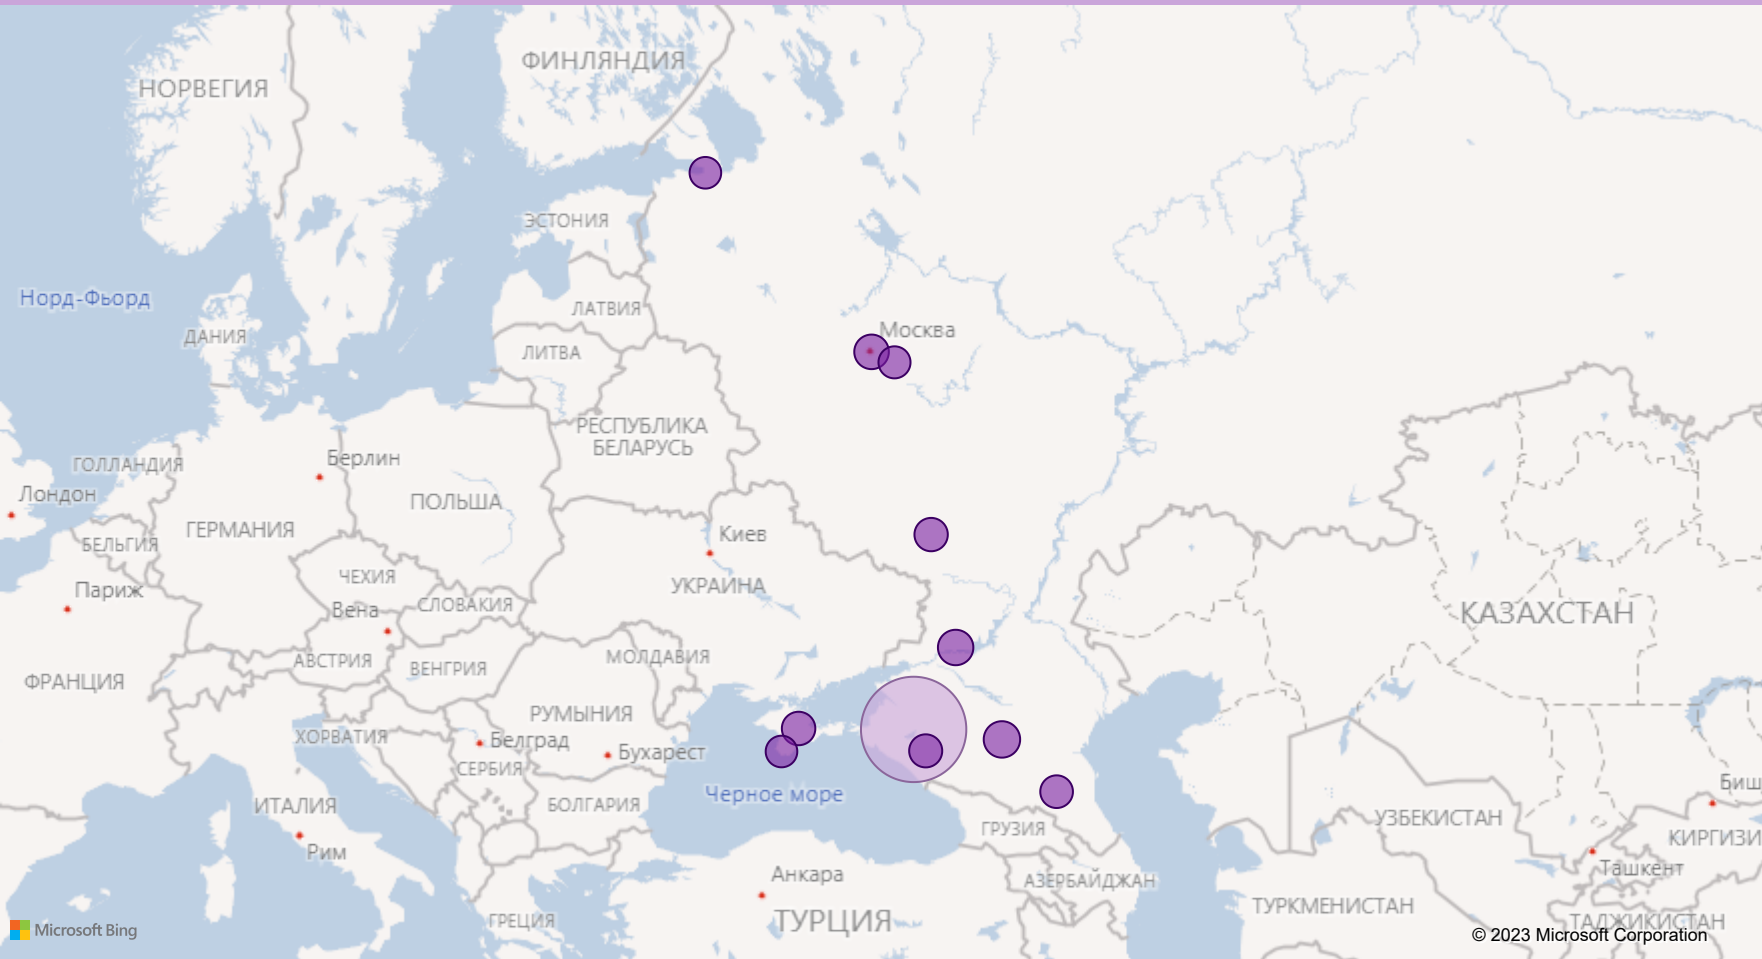 ФИНЛЯНДИЯ
НОРВЕГИЯ
ЭСТОНИЯ
Норд-Фьорд
ЛАТВИЯ
ДАНИЯ
Москва
ЛИТВА
РЕСПУБЛИКА
БЕЛАРУСЬ
Берлин
ГОЛЛАНДИЯ
Лондон
ПОЛЬША
ГЕРМАНИЯ
Киев
БЕЛЬГИЯ
ЧЕХИЯ
Париж
УКРАИНА
Вена
СЛОВАКИЯ
КАЗАХСТАН
МОЛДАВИЯ
АВСТРИЯ
ВЕНГРИЯ
ФРАНЦИЯ
РУМЫНИЯ
ХОРВАТИЯ
Белград
Бухарест
СЕРБИЯ
Черное море
Биш
ИТАЛИЯ
БОЛГАРИЯ
УЗБЕКИСТАН
ГРУЗИЯ
КИРГИЗИ
Рим
Ташкент
Анкара
АЗЕРБАЙДЖАН
ТУРКМЕНИСТАН
ГРЕЦИЯ
ТУРЦИЯ
ТАДЖИКИСТАН
Microsoft Bing
© 2023 Microsoft Corporation